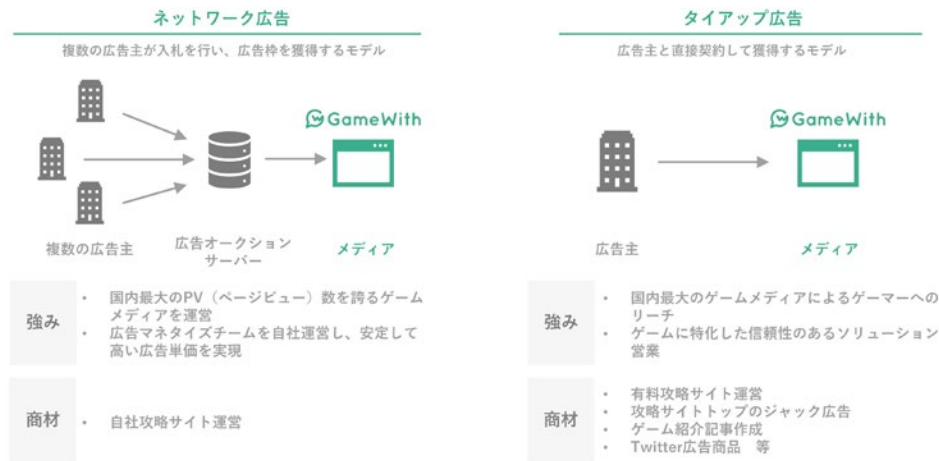 ネットワーク広告
複数の広告主が入札を行い、広告枠を獲得するモデル
GameWith
複数の広告主
広告オークション
サーバー
メディア
強み
• 国内最大のPV（ページビュー）数を誇るゲーム
メディアを運営
• 広告マネタイズチームを自社運営し、安定して
高い広告単価を実現
商材
• 自社攻略サイト運営
タイアップ広告
広告主と直接契約して獲得するモデル
GameWith
広告主
メディア
強み
• 国内最大のゲームメディアによるゲーマーへの
リーチ
• ゲームに特化した信頼性のあるソリューション
営業
商材
• 有料攻略サイト運営
• 攻略サイトトップのジャック広告
• ゲーム紹介記事作成
• Twitter広告商品　等